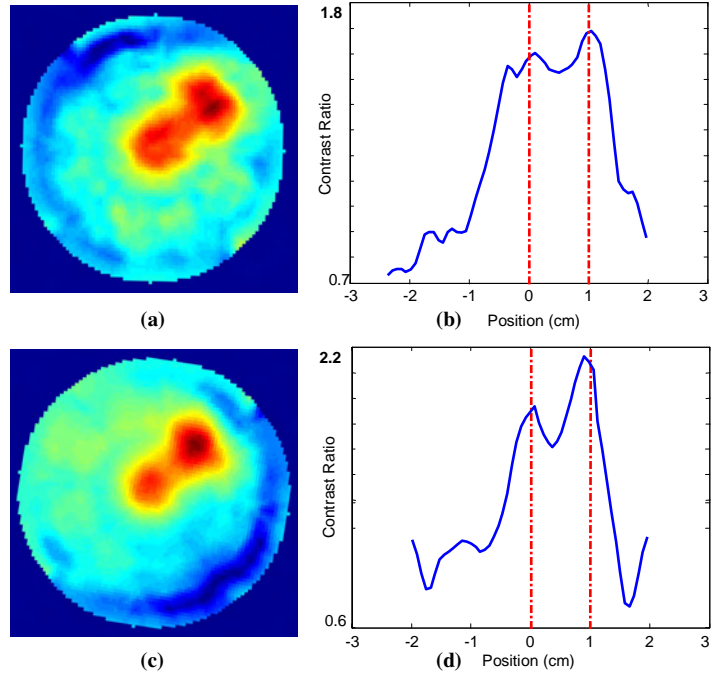 1.8
Contrast Ratio
0.7
-3 -2 -1 0 1 2 3
(a)
(b) Position (cm)
2.2
Contrast Ratio
0.6
-3 -2 -1 0 1 2 3
(c)
(d) Position (cm)